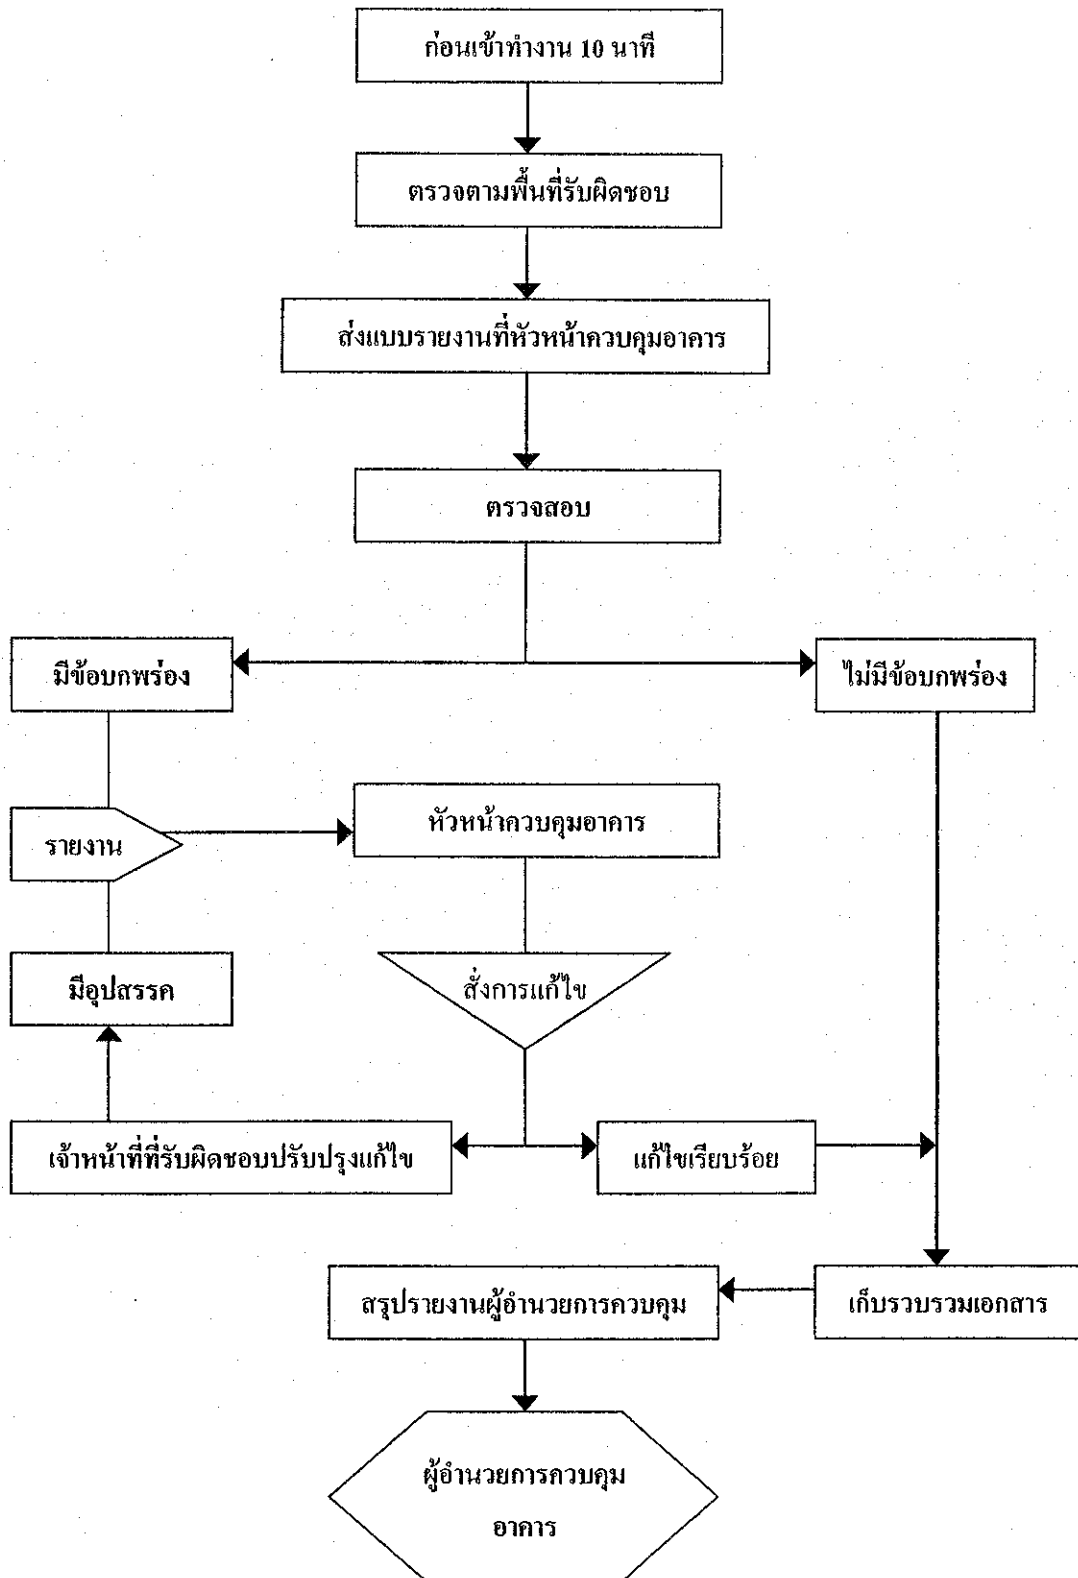 ก่อนเข้าทำงาน 10 นาที
ตรวจตามพื้นที่รับผิดชอบ
ส่งแบบรายงานที่หัวหน้าควบคุมอาคาร
ตรวจสอบ
มีข้อบกพร่อง
ไม่มีข้อบกพร่อง
หัวหน้าควบคุมอาคาร
รายงาน
มีอุปสรรค
สั่งการแก้ไข
เจ้าหน้าที่ที่รับผิดชอบปรับปรุงแก้ไข
แก้ไขเรียบร้อย
สรุปรายงานผู้อำนวยการควบคุม
เก็บรวบรวมเอกสาร
ผู้อำนวยการควบคุม
อาคาร